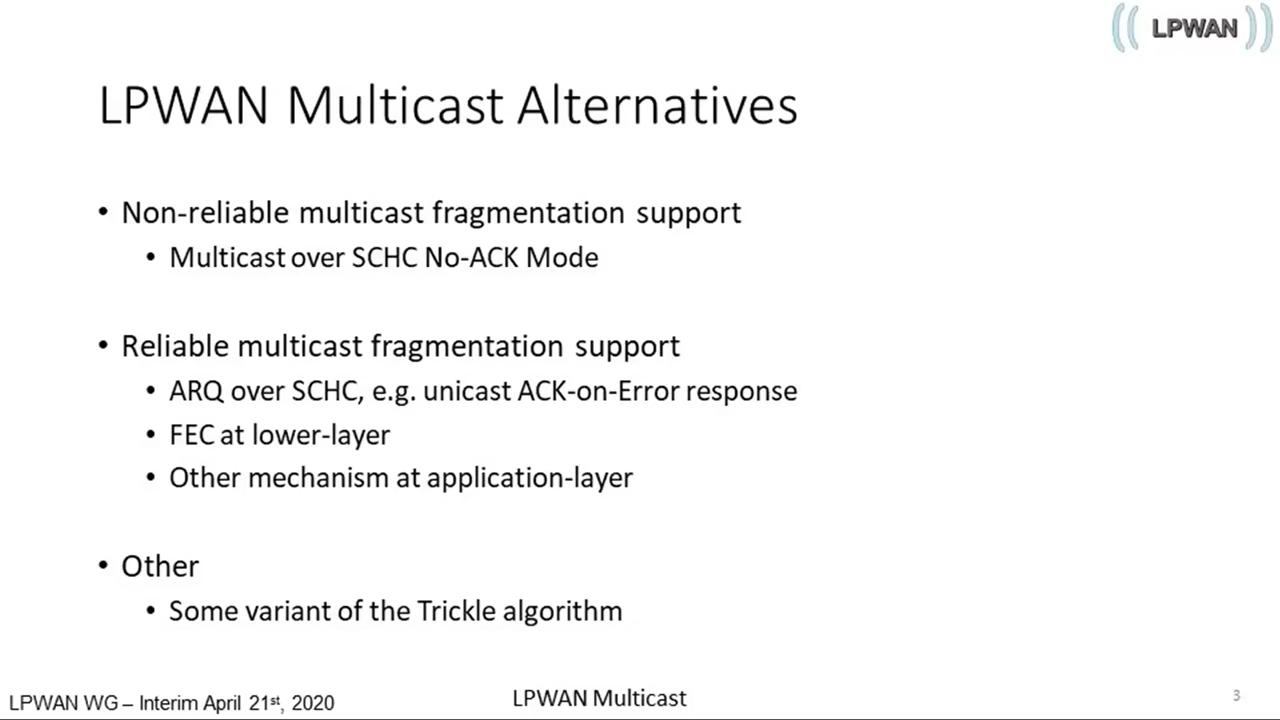 LPWAN
LPWAN Multicast Alternatives
• Non-reliable multicast fragmentation support
• Multicast over SCHC No-ACK Mode
• Reliable multicast fragmentation support
• ARQ over SCHC, e.g. unicast ACK-on-Error response
• FEC at lower-layer
• Other mechanism at application-layer
• Other
• Some variant of the Trickle algorithm
LPWAN WG – Interim April 21st, 2020
LPWAN Multicast
3